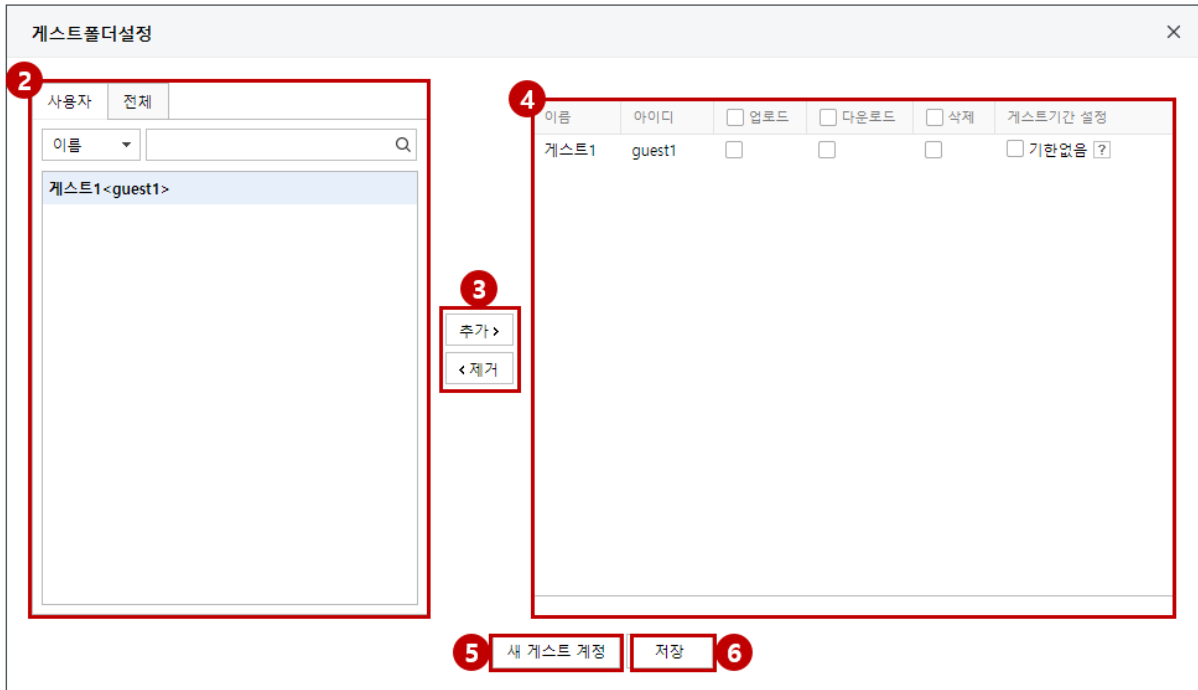 게스트폴더설정
2
사용자 전체
이름
게스트1<guest1>
3
추가 >
< 제거
4
이름 아이디 업로드 다운로드 삭제 게스트기간 설정
게스트1 guest1 기한없음 ?
5 새 게스트 계정 저장 6